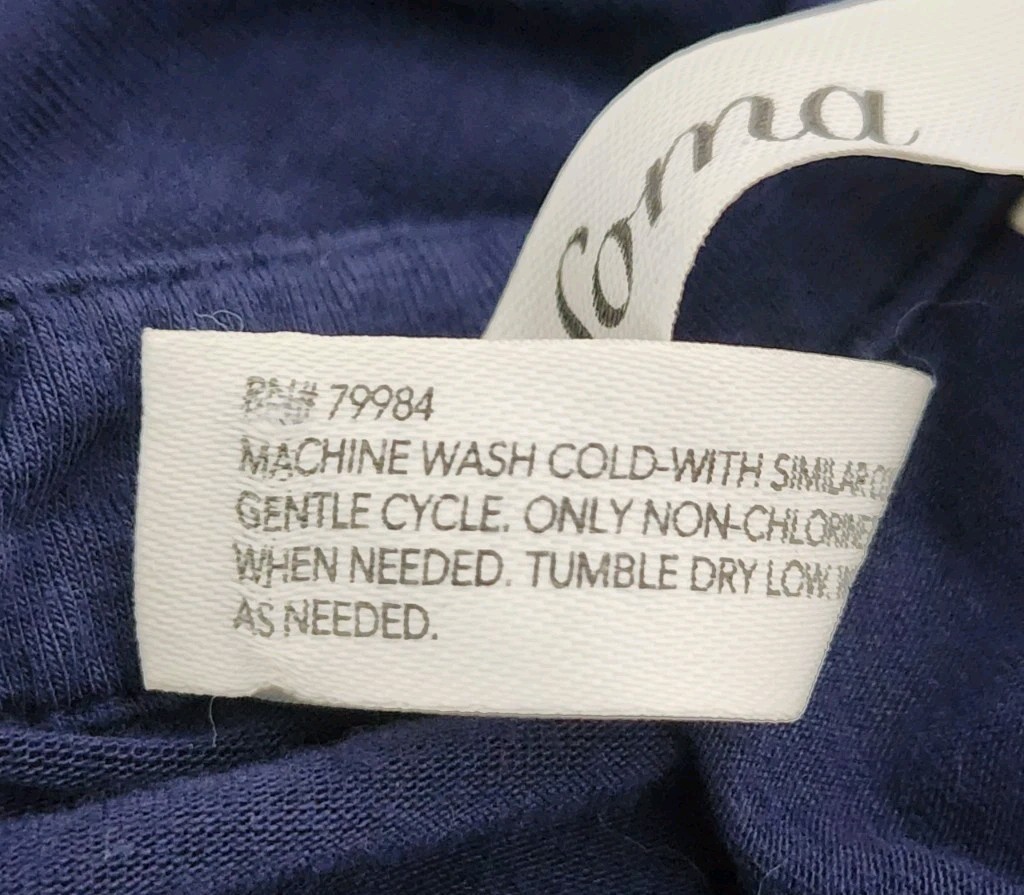 oma
RN# 79984
MACHINE WASH COLD-WITH SIMILAR
GENTLE CYCLE. ONLY NON-CHLORINE
WHEN NEEDED. TUMBLE DRY LOW.
AS NEEDED.